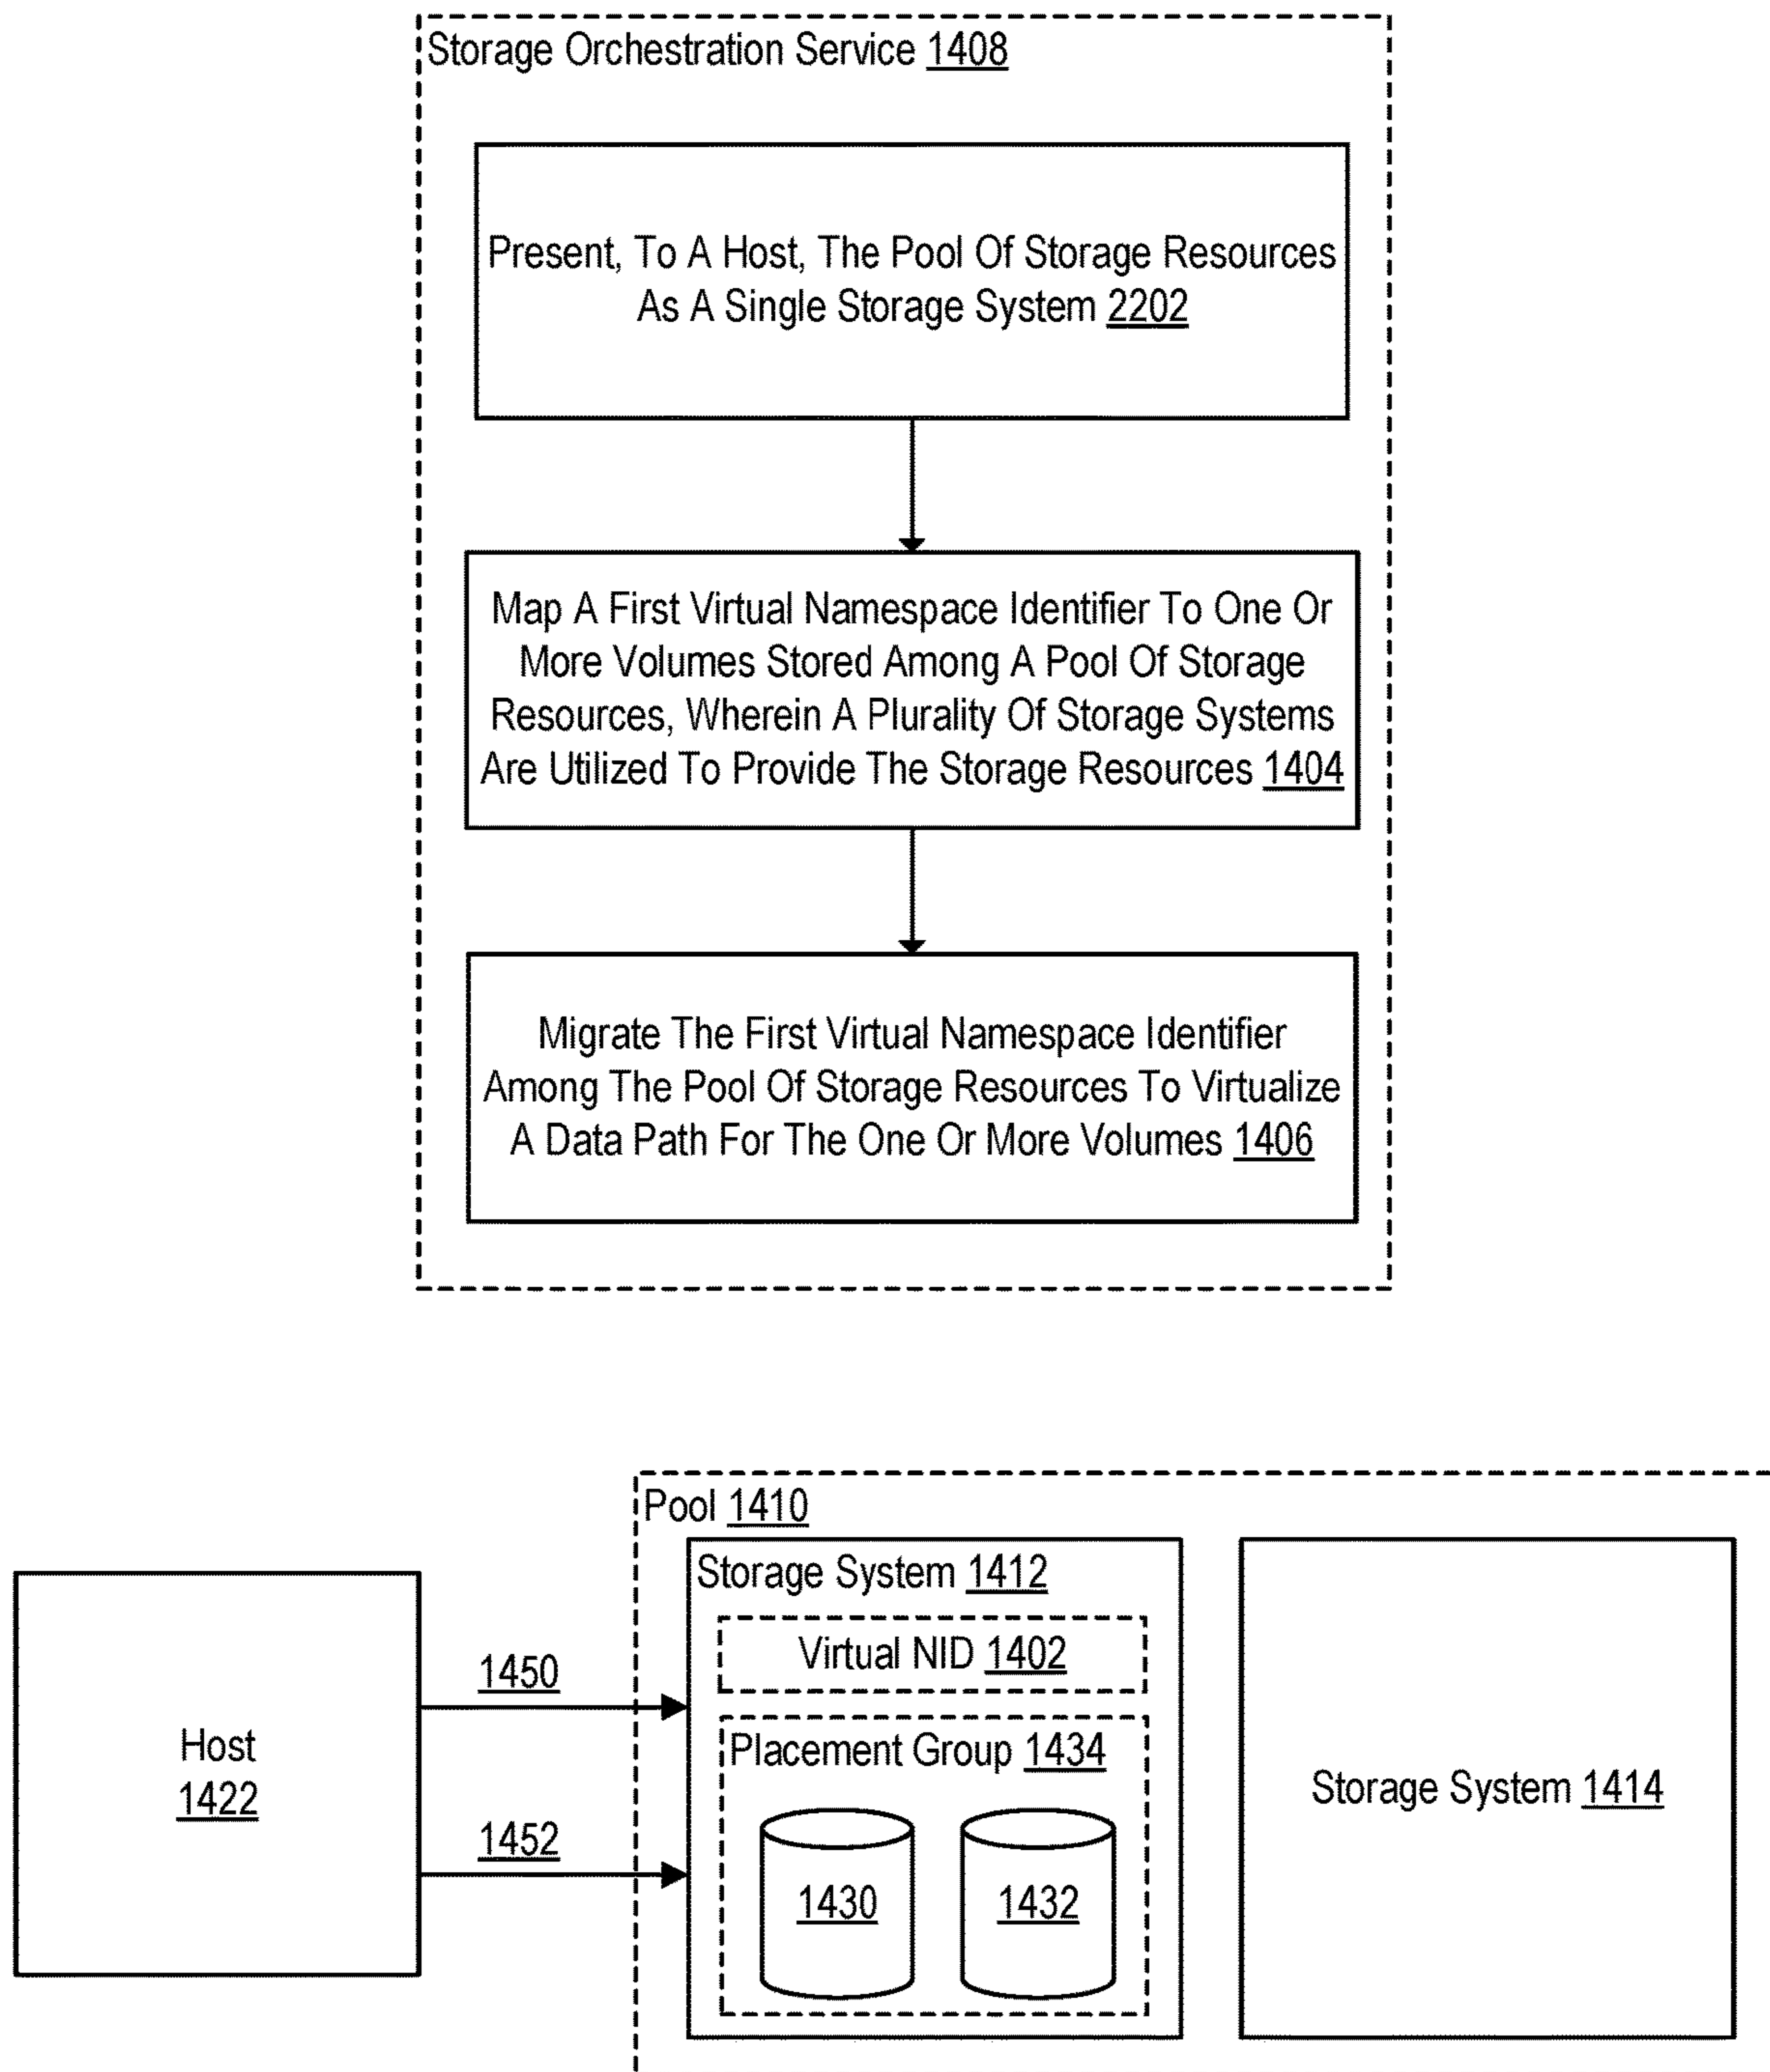 Storage Orchestration Service 1408
Present, To A Host, The Pool Of Storage Resources
As A Single Storage System 2202
Map A First Virtual Namespace Identifier To One Or
More Volumes Stored Among A Pool Of Storage
Resources, Wherein A Plurality Of Storage Systems
Are Utilized To Provide The Storage Resources 1404
Migrate The First Virtual Namespace Identifier
Among The Pool Of Storage Resources To Virtualize
A Data Path For The One Or More Volumes 1406
Pool 1410
Storage System 1412
Virtual NID 1402
1450
Host
1422
Placement Group 1434
Storage System 1414
1452
1430
1432